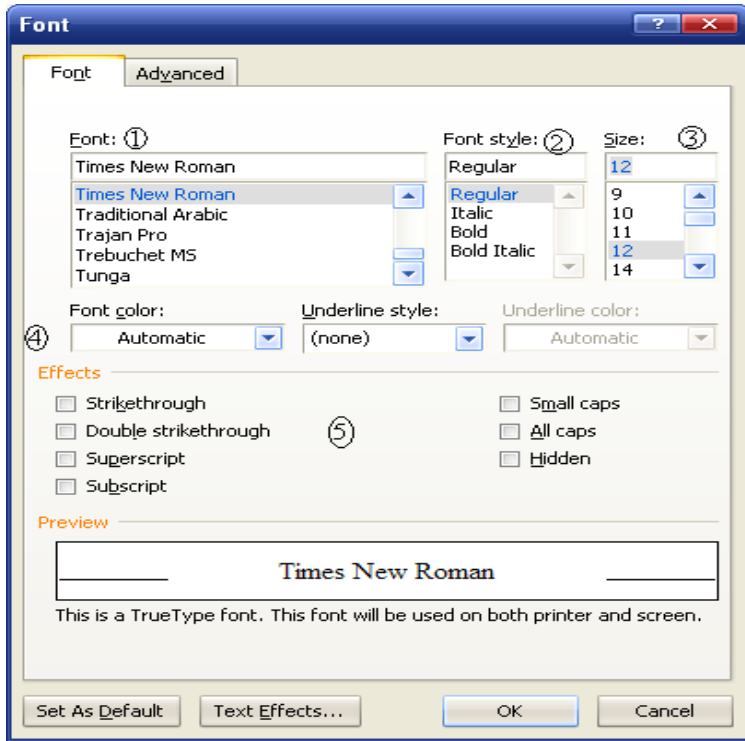 Font
Font Advanced
Font: ① Font style: ② Size: ③
Times New Roman Regular 12
Times New Roman Regular 9
Traditional Arabic Italic 10
Trajan Pro Bold 11
Trebuchet MS Bold Italic 12
Tunga 14
Font color: Underline style: Underline color:
④ Automatic (none) Automatic
Effects
Strikethrough Small caps
Double strikethrough ⑤ All caps
Superscript Hidden
Subscript
Preview
Times New Roman
This is a TrueType font. This font will be used on both printer and screen.
Set As Default Text Effects... OK Cancel